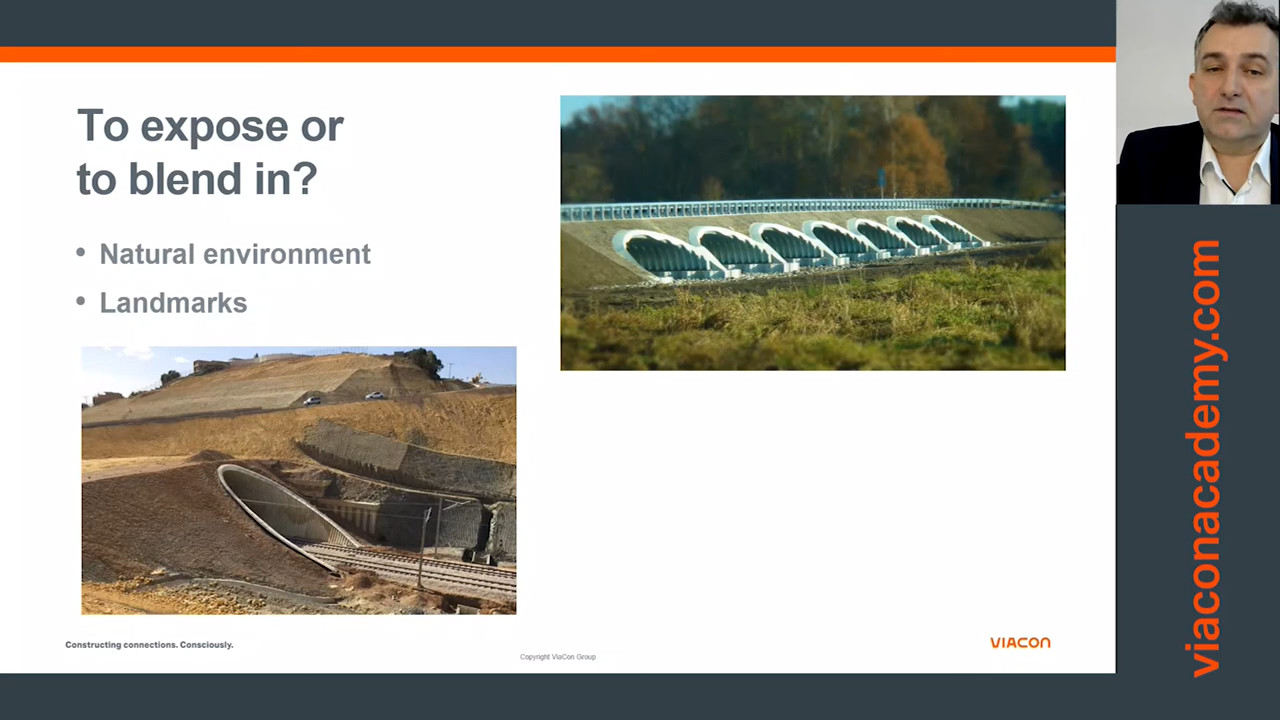 To expose or
to blend in?
• Natural environment
• Landmarks
Constructing connections. Consciously.
Copyright ViaCon Group
VIACON
viaconacademy.com